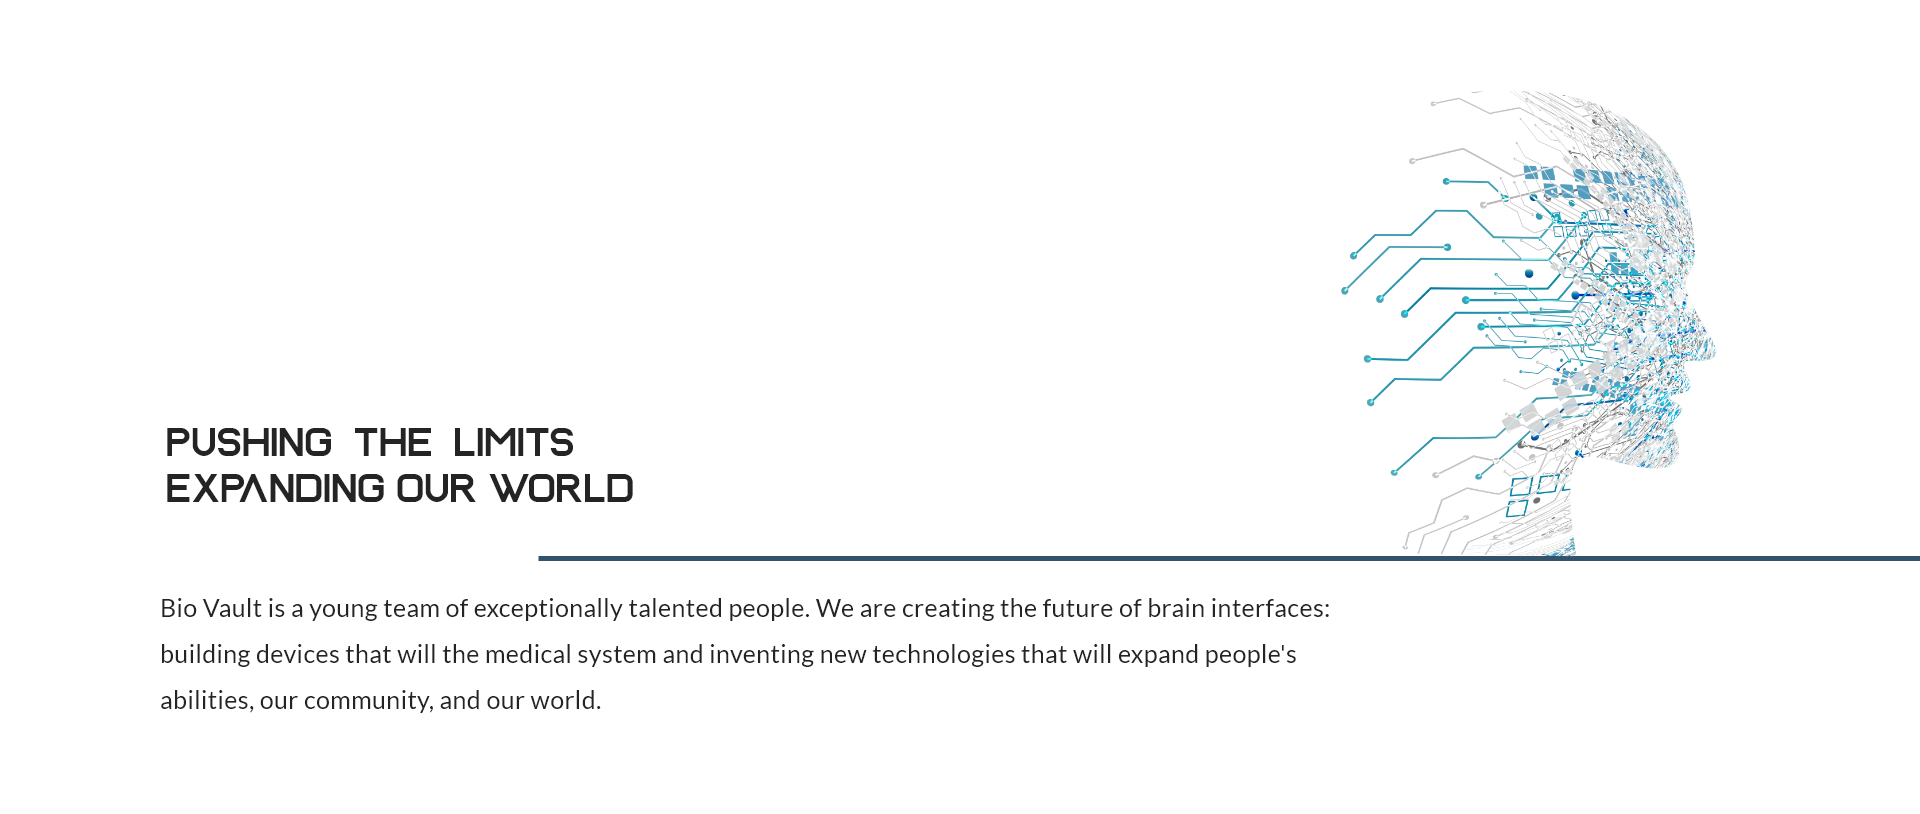 PUSHING THE LIMITS
EXPANDING OUR WORLD
Bio Vault is a young team of exceptionally talented people. We are creating the future of brain interfaces:
building devices that will the medical system and inventing new technologies that will expand people's
abilities, our community, and our world.